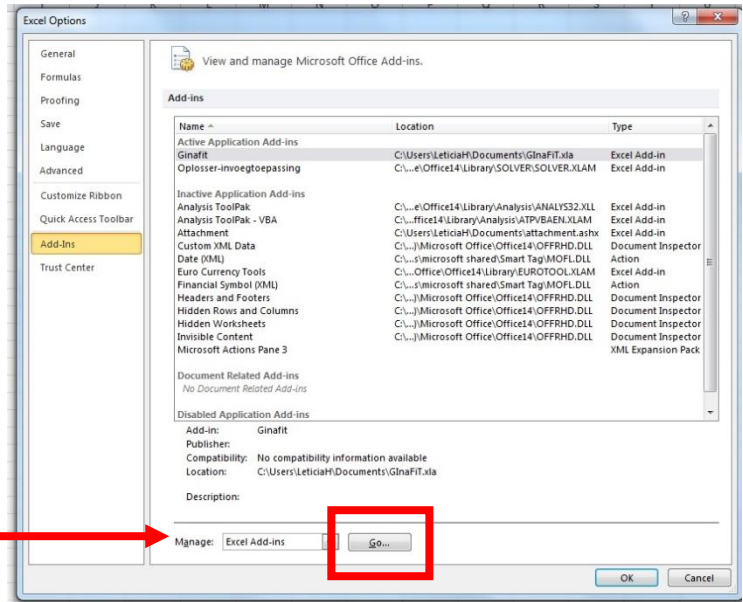 Excel Options
General
Formulas
Proofing
Save
Language
Advanced
Customize Ribbon
Quick Access Toolbar
Add-Ins
Trust Center
View and manage Microsoft Office Add-ins.
Add-ins
Name Location Type
Active Application Add-ins
Ginafit C:\Users\LeticiaH\Documents\GInaFiT.xla Excel Add-in
Oplosser-invoegtoepassing C:\...e\Office14\Library\SOLVER\SOLVER.XLAM Excel Add-in
Inactive Application Add-ins
Analysis ToolPak C:\...e\Office14\Library\Analysis\ANALYS32.XLL Excel Add-in
Analysis ToolPak - VBA C:\...ffice14\Library\Analysis\ATPVBAEN.XLAM Excel Add-in
Attachment C:\Users\LeticiaH\Documents\attachment.ashx Excel Add-in
Custom XML Data C:\...)\Microsoft Office\Office14\OFFRHD.DLL Document Inspector
Date (XML) C:\...s\microsoft shared\Smart Tag\MOFL.DLL Action
Euro Currency Tools C:\...Office\Office14\Library\EUROTOOL.XLAM Excel Add-in
Financial Symbol (XML) C:\...s\microsoft shared\Smart Tag\MOFL.DLL Action
Headers and Footers C:\...)\Microsoft Office\Office14\OFFRHD.DLL Document Inspector
Hidden Rows and Columns C:\...)\Microsoft Office\Office14\OFFRHD.DLL Document Inspector
Hidden Worksheets C:\...)\Microsoft Office\Office14\OFFRHD.DLL Document Inspector
Invisible Content C:\...)\Microsoft Office\Office14\OFFRHD.DLL Document Inspector
Microsoft Actions Pane 3 XML Expansion Pack
Document Related Add-ins
No Document Related Add-ins
Disabled Application Add-ins
Add-in: Ginafit
Publisher:
Compatibility: No compatibility information available
Location: C:\Users\LeticiaH\Documents\GInaFiT.xla
Description:
Manage: Excel Add-ins Go...
OK Cancel